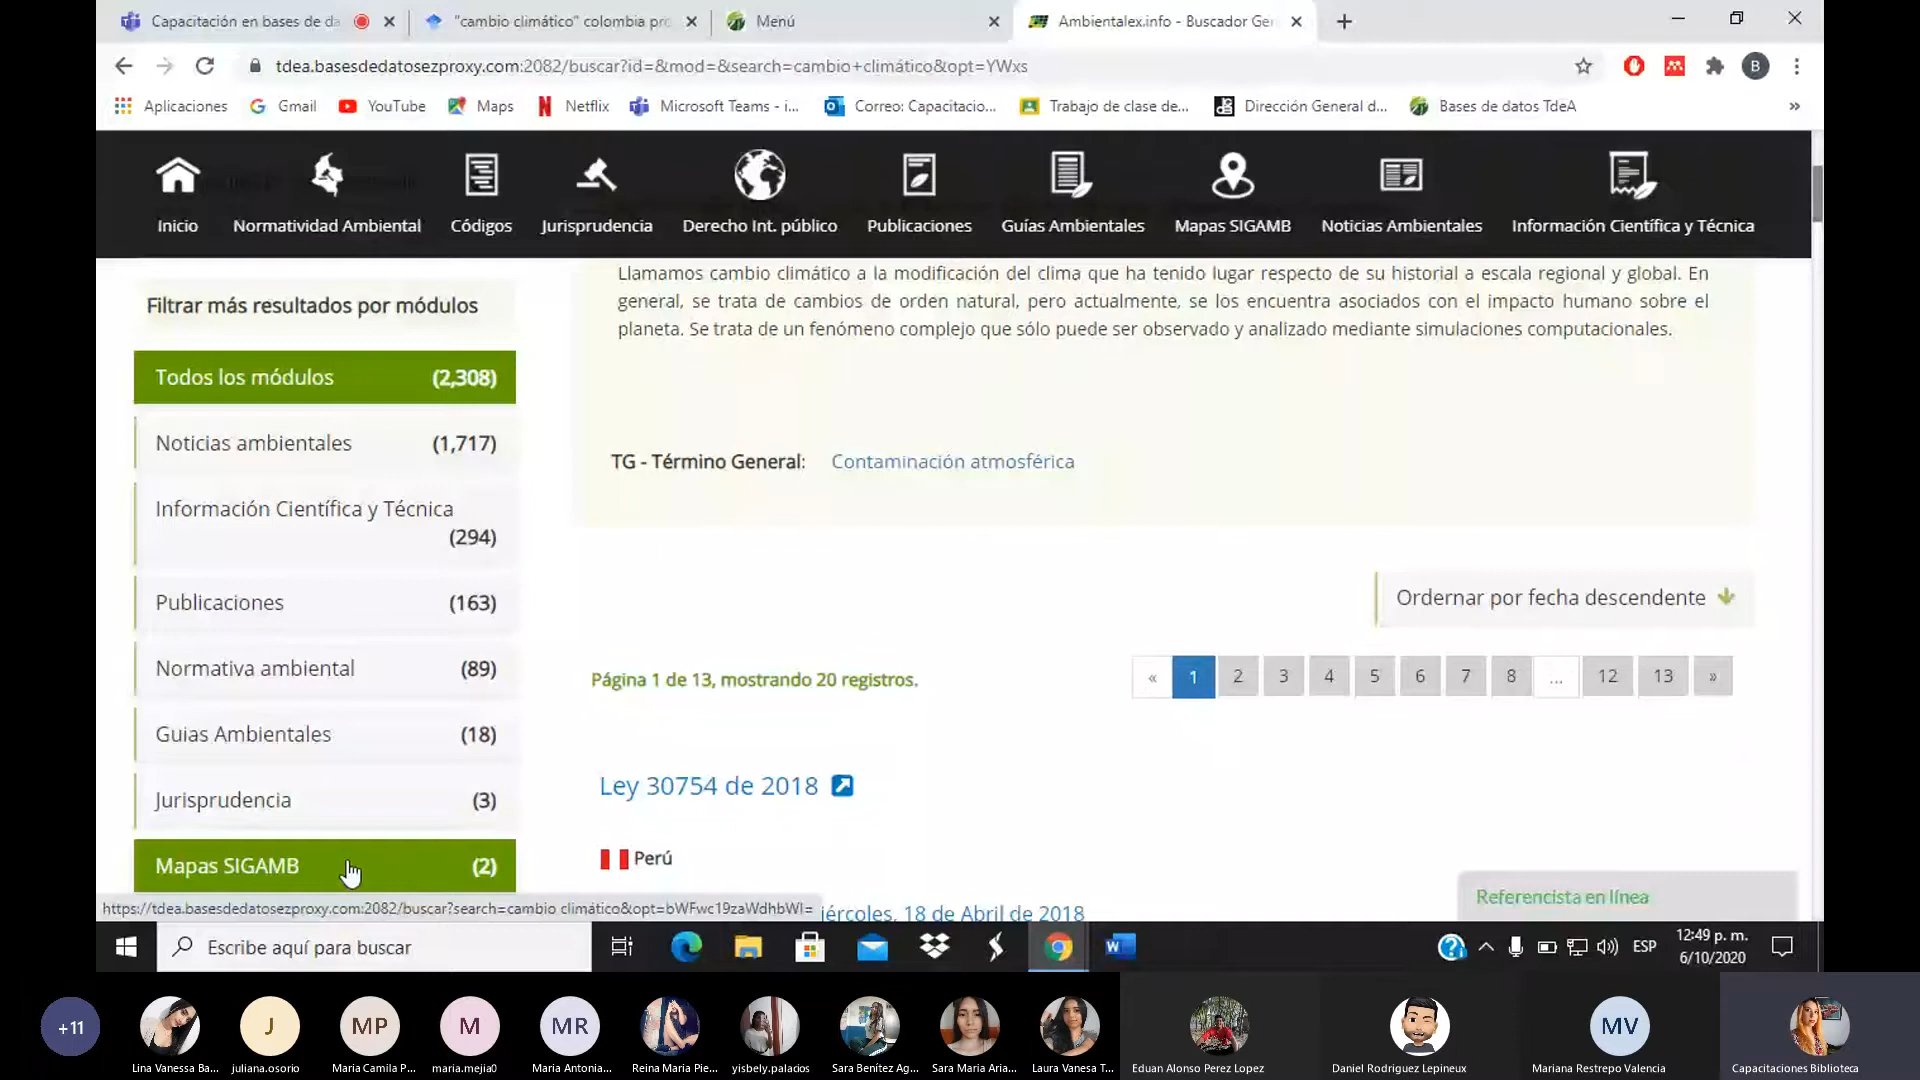 Capacitación en bases de da
"cambio climático" colombia pro
Menú
Ambientalex.info - Buscador Gen
tdea.basesdedatosezproxy.com:2082/buscar?id=&mod=&search=cambio+climático&opt=YWxs
B
Aplicaciones
Gmail
YouTube
Maps
Netflix
Microsoft Teams - i...
Correo: Capacitacio...
Trabajo de clase de...
Dirección General d...
Bases de datos TdeA
»
Inicio
Normatividad Ambiental
Códigos
Jurisprudencia
Derecho Int. público
Publicaciones
Guías Ambientales
Mapas SIGAMB
Noticias Ambientales
Información Científica y Técnica
Filtrar más resultados por módulos
Todos los módulos (2,308)
Noticias ambientales (1,717)
Información Científica y Técnica
(294)
Publicaciones (163)
Normativa ambiental (89)
Guias Ambientales (18)
Jurisprudencia (3)
Mapas SIGAMB (2)
Llamamos cambio climático a la modificación del clima que ha tenido lugar respecto de su historial a escala regional y global. En
general, se trata de cambios de orden natural, pero actualmente, se los encuentra asociados con el impacto humano sobre el
planeta. Se trata de un fenómeno complejo que sólo puede ser observado y analizado mediante simulaciones computacionales.
TG - Término General: Contaminación atmosférica
Ordernar por fecha descendente
Página 1 de 13, mostrando 20 registros.
« 1 2 3 4 5 6 7 8 ... 12 13 »
Ley 30754 de 2018
Perú
iércoles, 18 de Abril de 2018
Referencista en línea
https://tdea.basesdedatosezproxy.com:2082/buscar?search=cambio climático&opt=bWFwc19zaWdhbWI=
Escribe aquí para buscar
ESP
12:49 p. m.
6/10/2020
+11
J
MP
M
MR
MV
Lina Vanessa Ba...
juliana.osorio
Maria Camila P...
maria.mejia0
Maria Antonia...
Reina Maria Pie...
yisbely.palacios
Sara Benítez Ag...
Sara Maria Aria...
Laura Vanesa T...
Eduan Alonso Perez Lopez
Daniel Rodriguez Lepineux
Mariana Restrepo Valencia
Capacitaciones Biblioteca